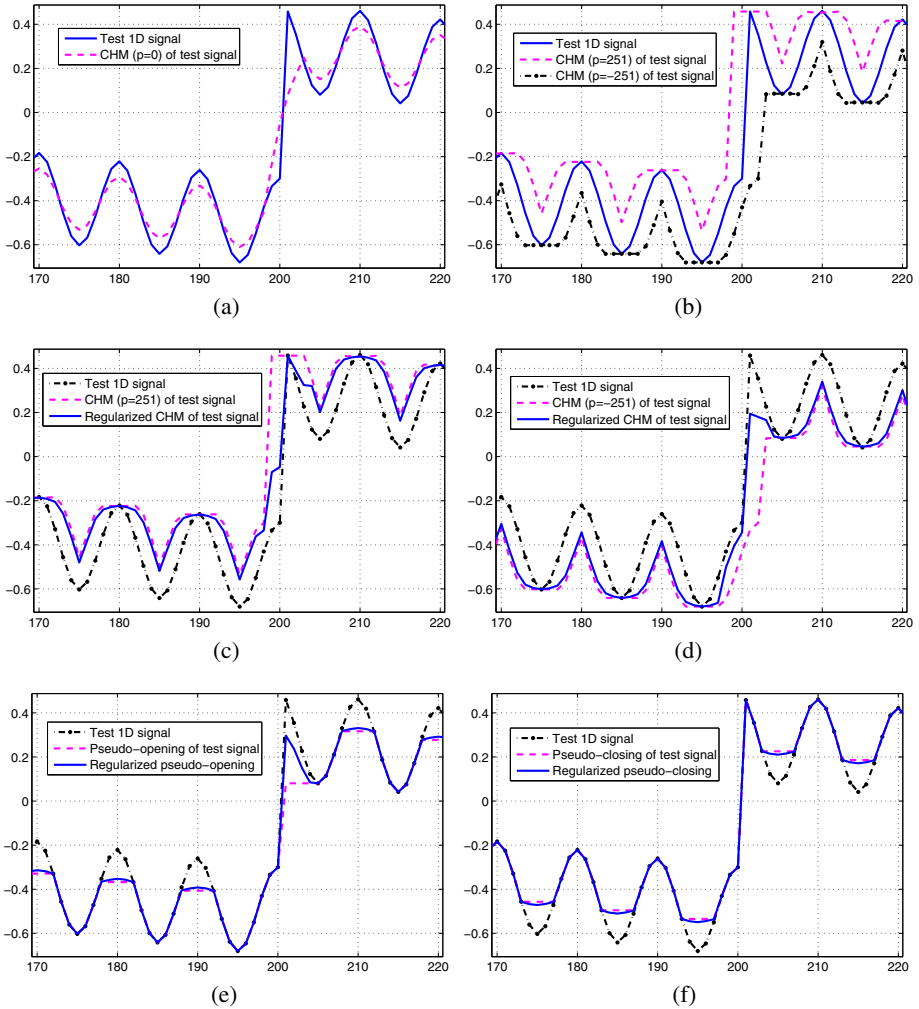 0.4
0.2
0
−0.2
−0.4
−0.6
170 180 190 200 210 220
Test 1D signal
CHM (p=0) of test signal
(a)
0.4
0.2
0
−0.2
−0.4
−0.6
170 180 190 200 210 220
Test 1D signal
CHM (p=251) of test signal
CHM (p=−251) of test signal
(b)
0.4
0.2
0
−0.2
−0.4
−0.6
170 180 190 200 210 220
Test 1D signal
CHM (p=251) of test signal
Regularized CHM of test signal
(c)
0.4
0.2
0
−0.2
−0.4
−0.6
170 180 190 200 210 220
Test 1D signal
CHM (p=−251) of test signal
Regularized CHM of test signal
(d)
0.4
0.2
0
−0.2
−0.4
−0.6
170 180 190 200 210 220
Test 1D signal
Pseudo−opening of test signal
Regularized pseudo−opening
(e)
0.4
0.2
0
−0.2
−0.4
−0.6
170 180 190 200 210 220
Test 1D signal
Pseudo−closing of test signal
Regularized pseudo−closing
(f)